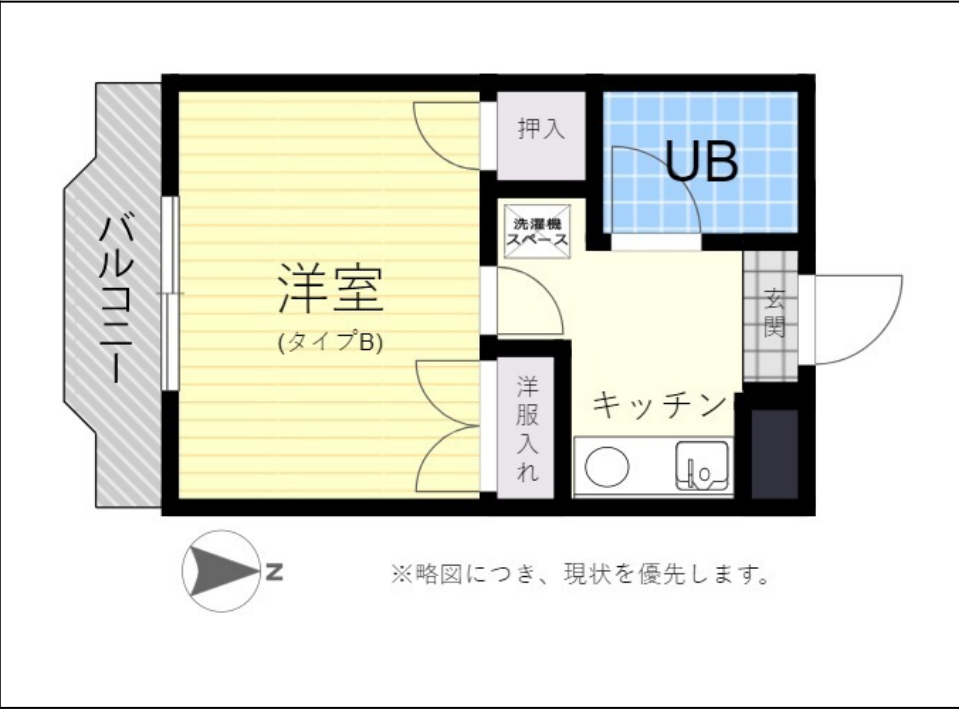 押入
UB
洗濯機
スペース
バルコニー
洋室
(タイプB)
玄関
洋服入れ
キッチン
N
※略図につき、現状を優先します。